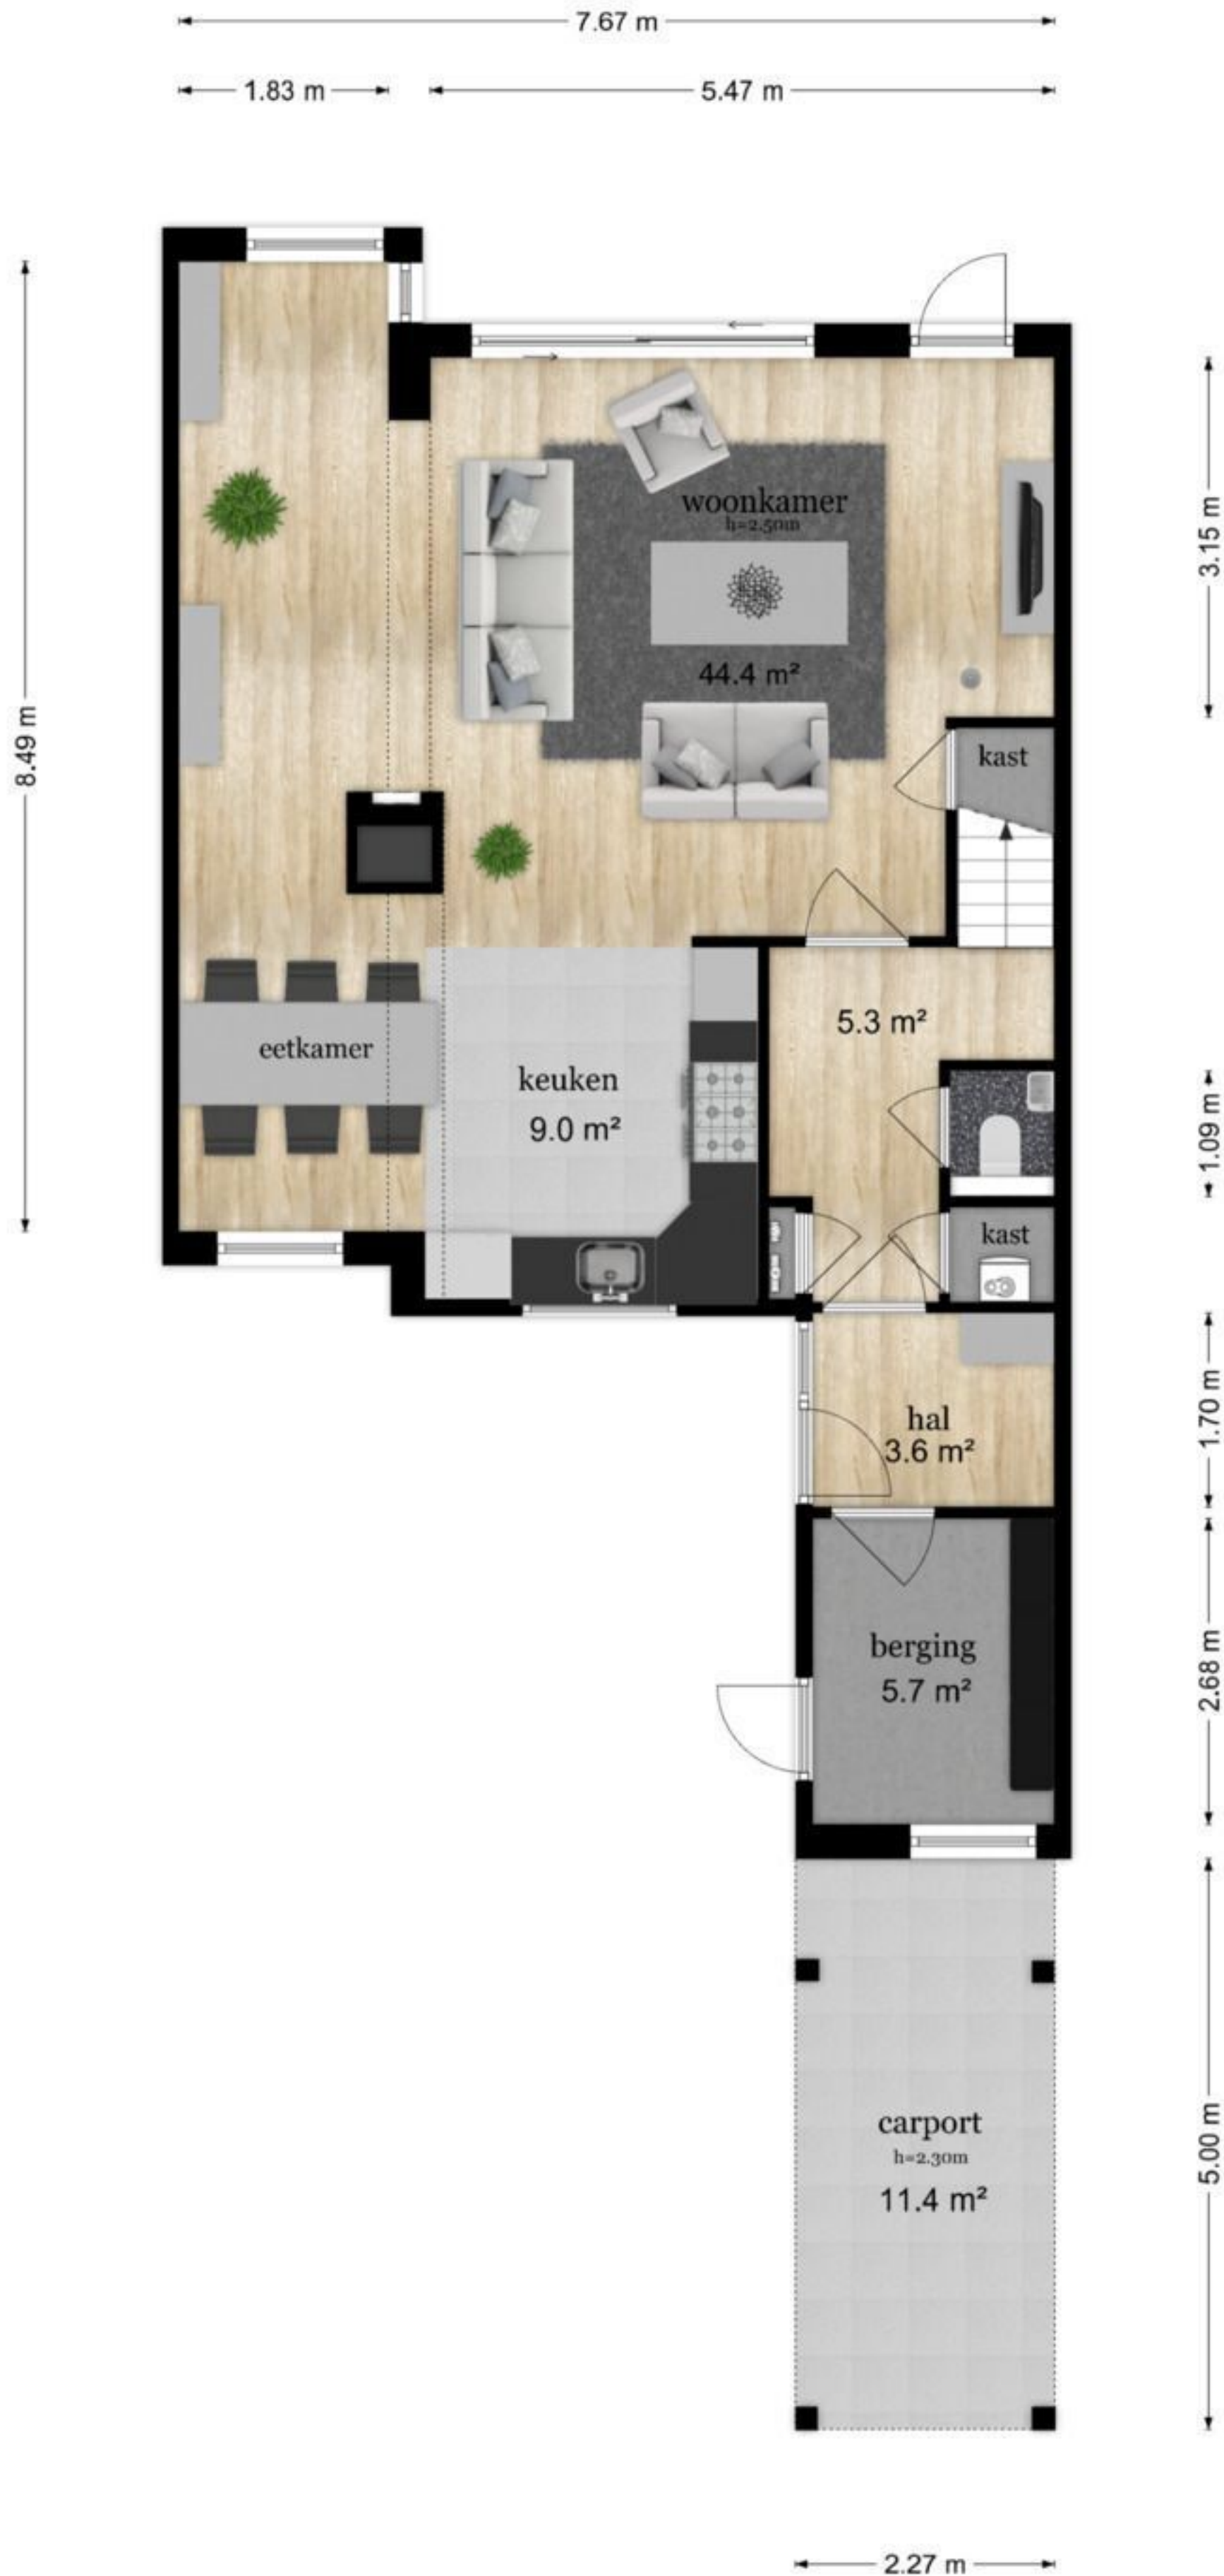 7.67 m
1.83 m
5.47 m
8.49 m
3.15 m
woonkamer
h=2.50m
44.4 m²
kast
5.3 m²
eetkamer
keuken
9.0 m²
1.09 m
kast
1.70 m
hal
3.6 m²
berging
5.7 m²
2.68 m
carport
h=2.30m
11.4 m²
5.00 m
2.27 m